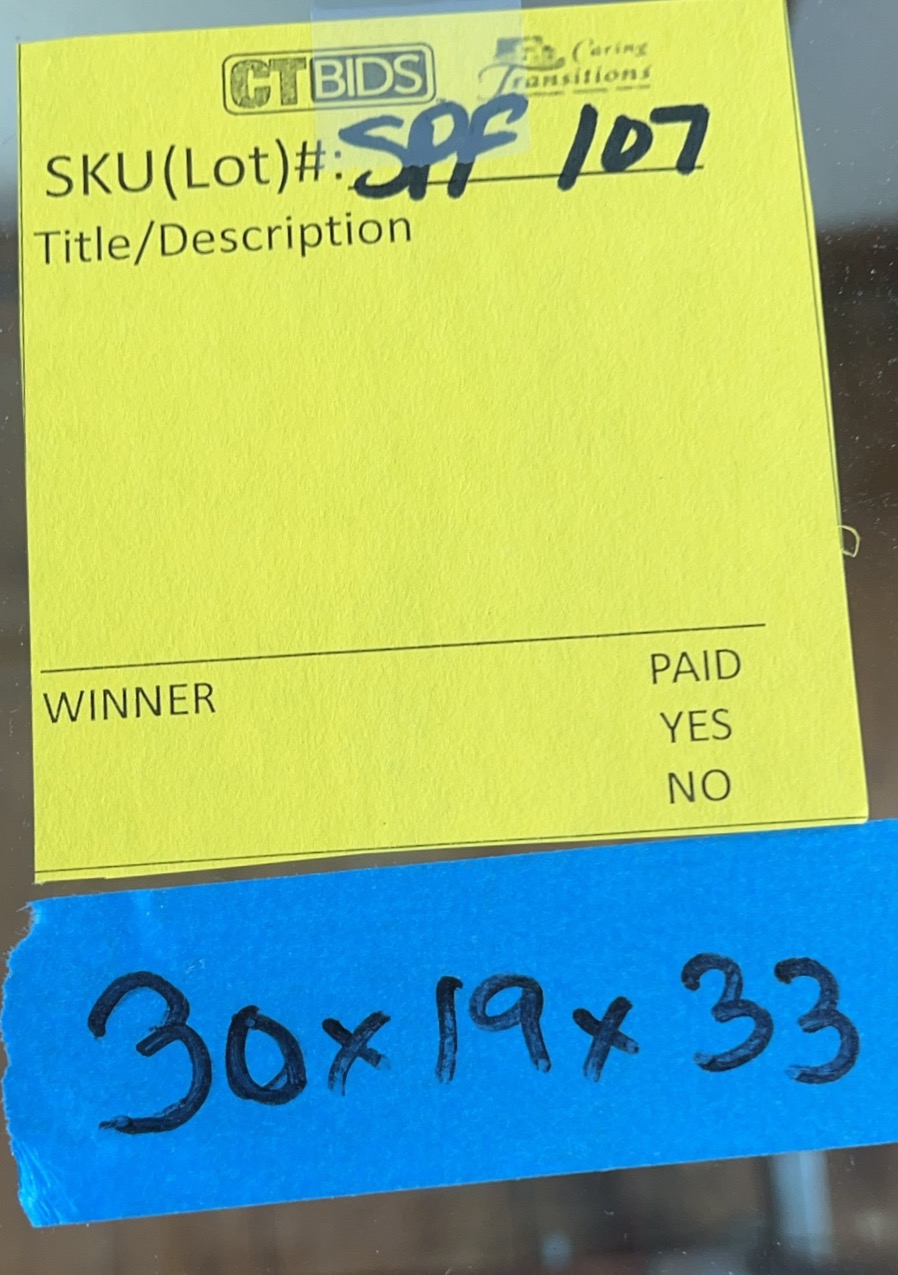 CTBIDS Caring
Transitions
SKU(Lot)#: SPF 107
Title/Description
WINNER PAID
YES
NO
30x19x33